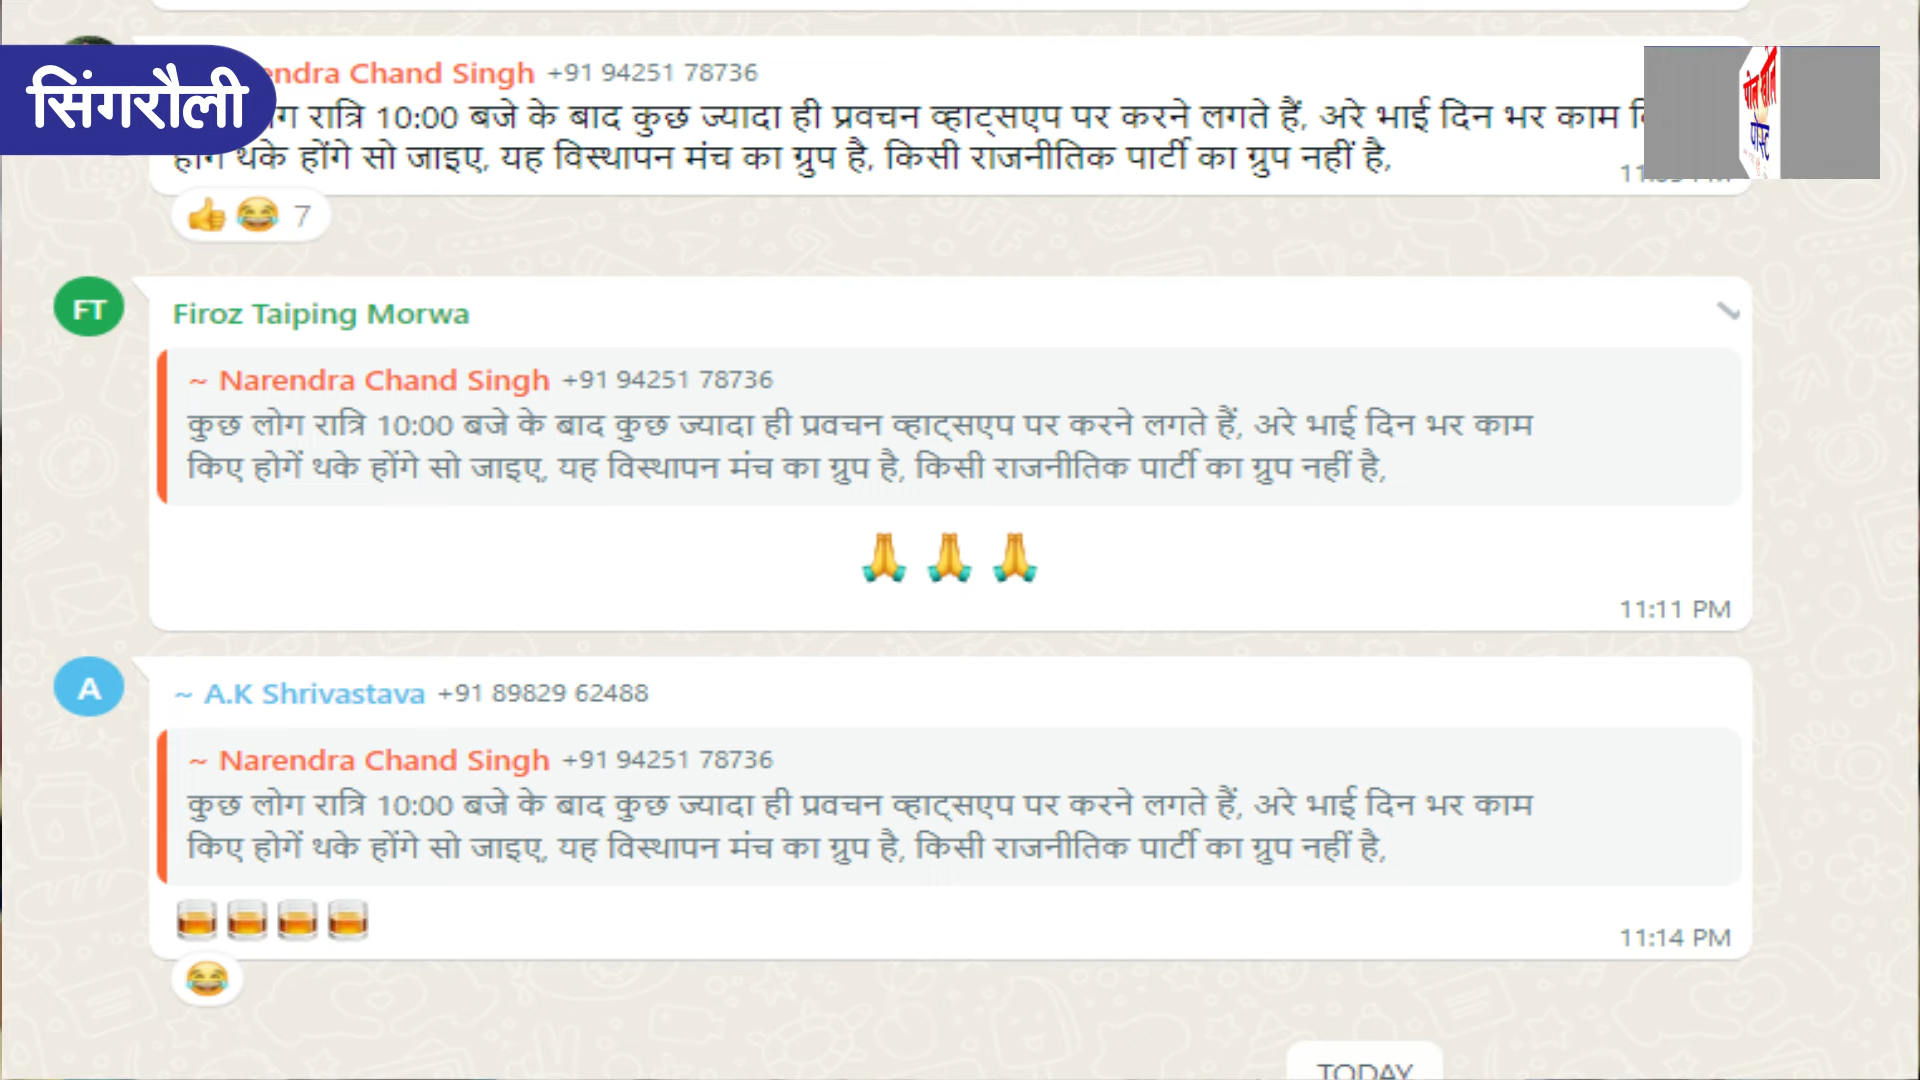 सिंगरौली
endra Chand Singh +91 94251 78736
ग रात्रि 10:00 बजे के बाद कुछ ज्यादा ही प्रवचन व्हाट्सएप पर करने लगते हैं, अरे भाई दिन भर काम
होगें थके होंगे सो जाइए, यह विस्थापन मंच का ग्रुप है, किसी राजनीतिक पार्टी का ग्रुप नहीं है,
👍 😂 7
पोल खोल
पोस्ट
FT
Firoz Taiping Morwa
~ Narendra Chand Singh +91 94251 78736
कुछ लोग रात्रि 10:00 बजे के बाद कुछ ज्यादा ही प्रवचन व्हाट्सएप पर करने लगते हैं, अरे भाई दिन भर काम
किए होगें थके होंगे सो जाइए, यह विस्थापन मंच का ग्रुप है, किसी राजनीतिक पार्टी का ग्रुप नहीं है,
🙏 🙏 🙏
11:11 PM
A
~ A.K Shrivastava +91 89829 62488
~ Narendra Chand Singh +91 94251 78736
कुछ लोग रात्रि 10:00 बजे के बाद कुछ ज्यादा ही प्रवचन व्हाट्सएप पर करने लगते हैं, अरे भाई दिन भर काम
किए होगें थके होंगे सो जाइए, यह विस्थापन मंच का ग्रुप है, किसी राजनीतिक पार्टी का ग्रुप नहीं है,
🥃🥃🥃🥃
11:14 PM
😂
TODAY